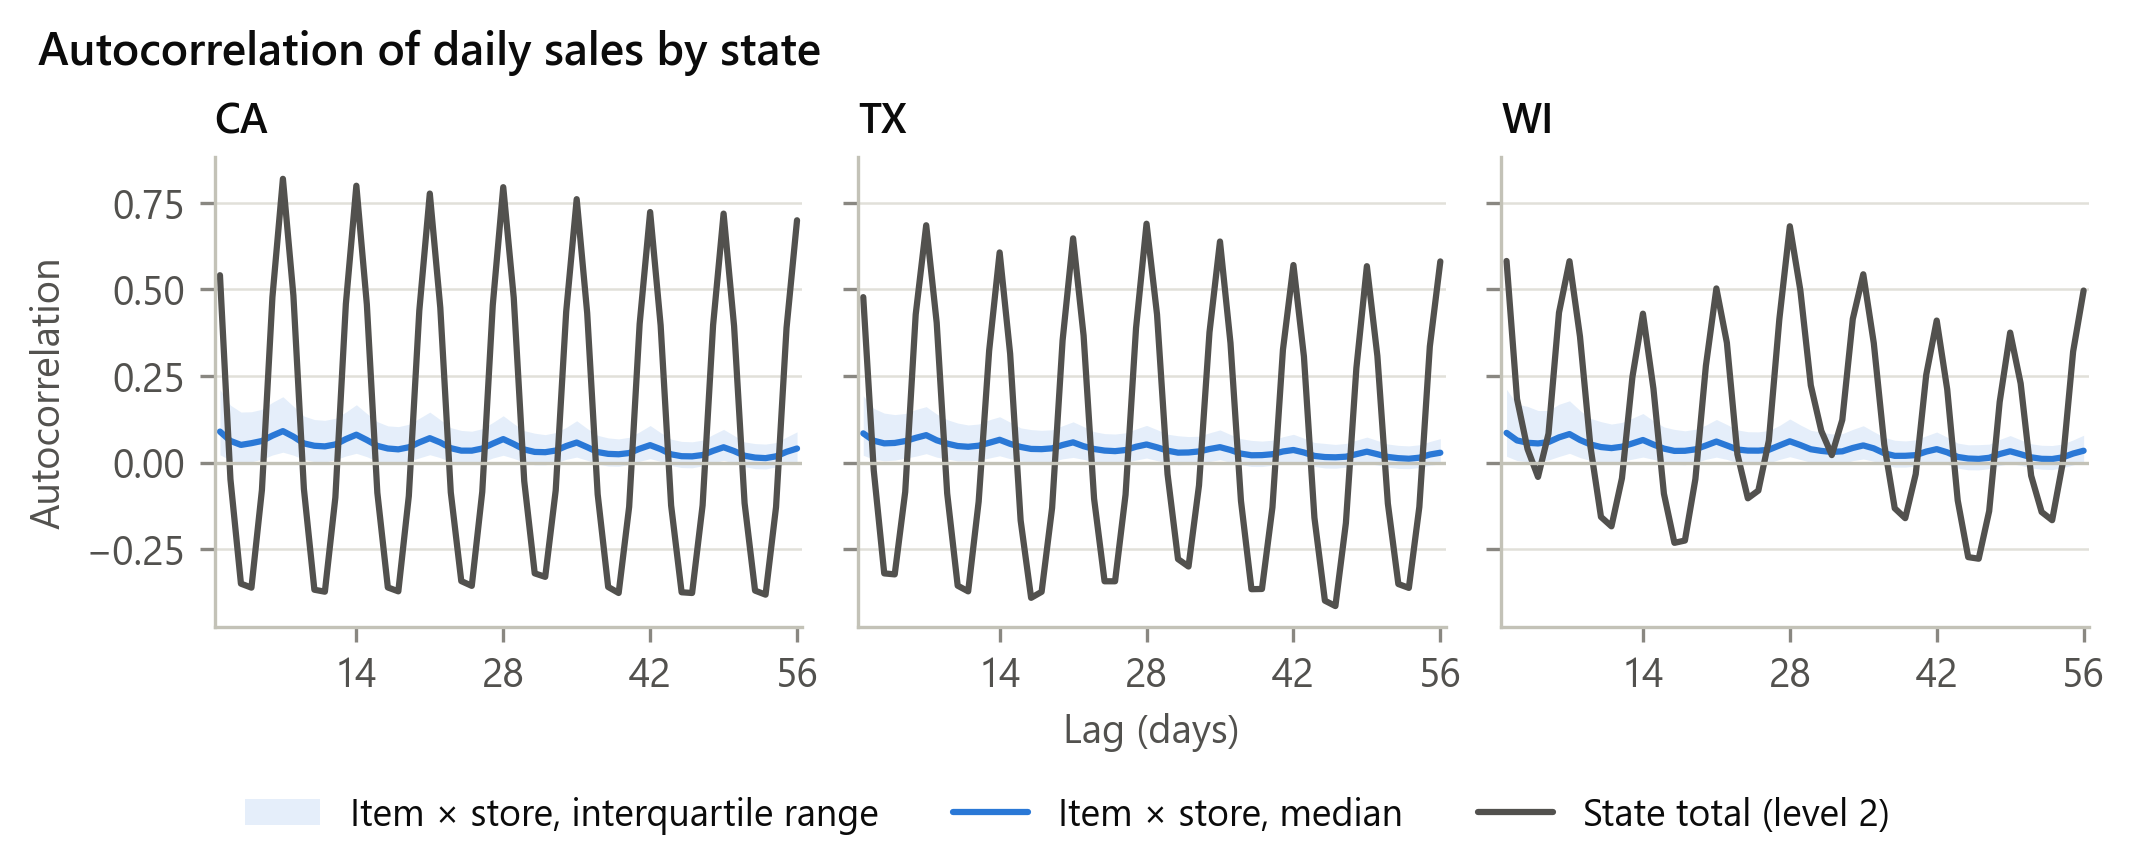 Autocorrelation of daily sales by state
CA
TX
WI
Autocorrelation
0.75
0.50
0.25
0.00
−0.25
14 28 42 56
14 28 42 56
14 28 42 56
Lag (days)
Item × store, interquartile range
Item × store, median
State total (level 2)